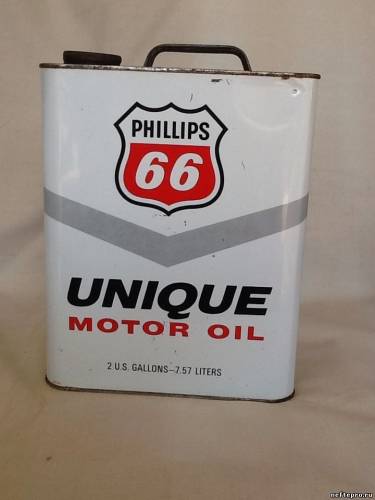 PHILLIPS
66
UNIQUE
MOTOR OIL
2 U.S. GALLONS—7.57 LITERS
neftepro.ru